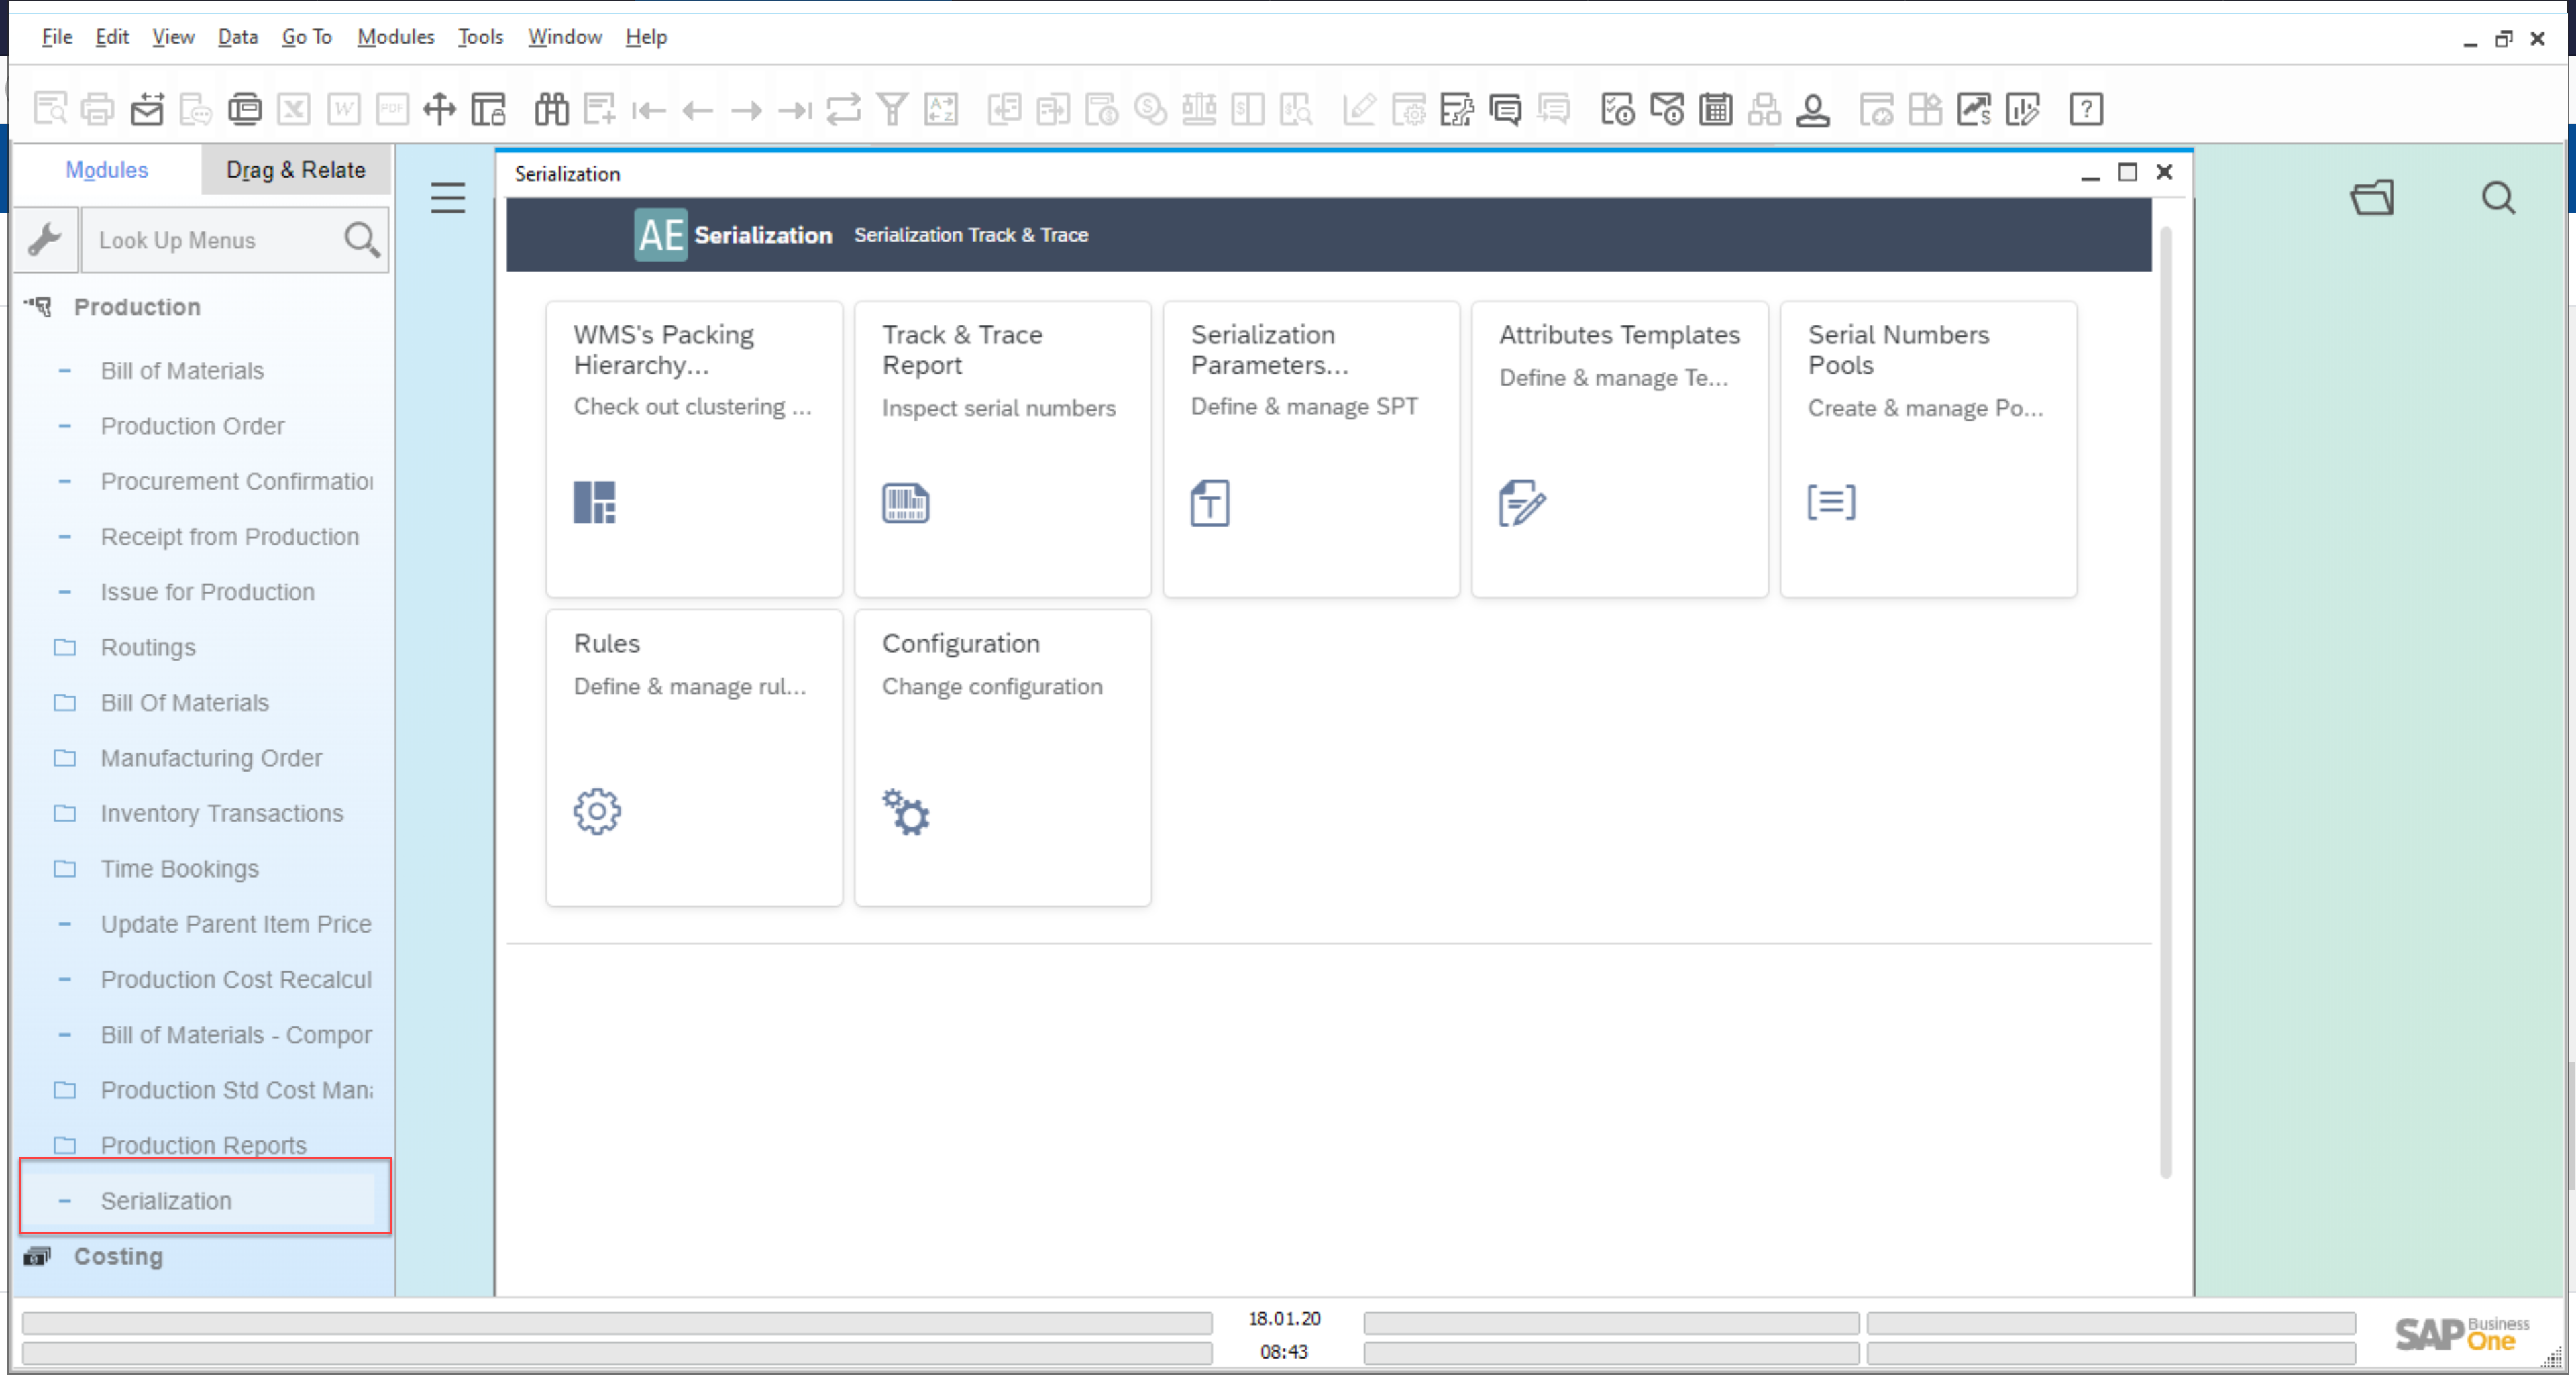 File Edit View Data Go To Modules Tools Window Help
Modules Drag & Relate
Look Up Menus
Production
Bill of Materials
Production Order
Procurement Confirmation
Receipt from Production
Issue for Production
Routings
Bill Of Materials
Manufacturing Order
Inventory Transactions
Time Bookings
Update Parent Item Price
Production Cost Recalcul
Bill of Materials - Compor
Production Std Cost Mana
Production Reports
Serialization
Costing
Serialization
AE Serialization Serialization Track & Trace
WMS's Packing
Hierarchy...
Check out clustering ...
Track & Trace
Report
Inspect serial numbers
Serialization
Parameters...
Define & manage SPT
Attributes Templates
Define & manage Te...
Serial Numbers
Pools
Create & manage Po...
Rules
Define & manage rul...
Configuration
Change configuration
18.01.20
08:43
SAP Business
One